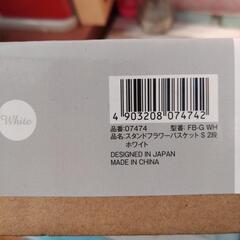 White
4 903208 074742
品番:07474 型番:FB-G WH
品名:スタンドフラワーバスケット S 2段
ホワイト
DESIGNED IN JAPAN
MADE IN CHINA